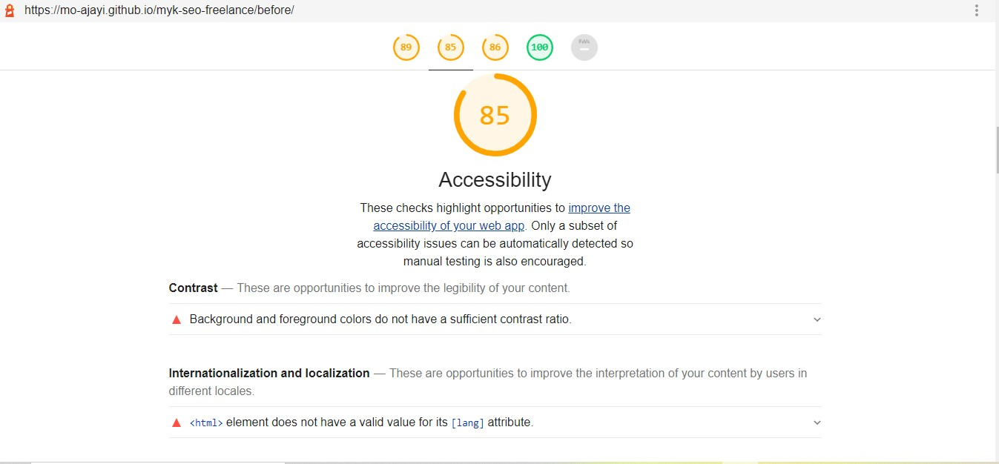 https://mo-ajayi.github.io/myk-seo-freelance/before/
89 85 86 100 PWA
85
Accessibility
These checks highlight opportunities to improve the
accessibility of your web app. Only a subset of
accessibility issues can be automatically detected so
manual testing is also encouraged.
Contrast — These are opportunities to improve the legibility of your content.
Background and foreground colors do not have a sufficient contrast ratio.
Internationalization and localization — These are opportunities to improve the interpretation of your content by users in
different locales.
<html> element does not have a valid value for its [lang] attribute.